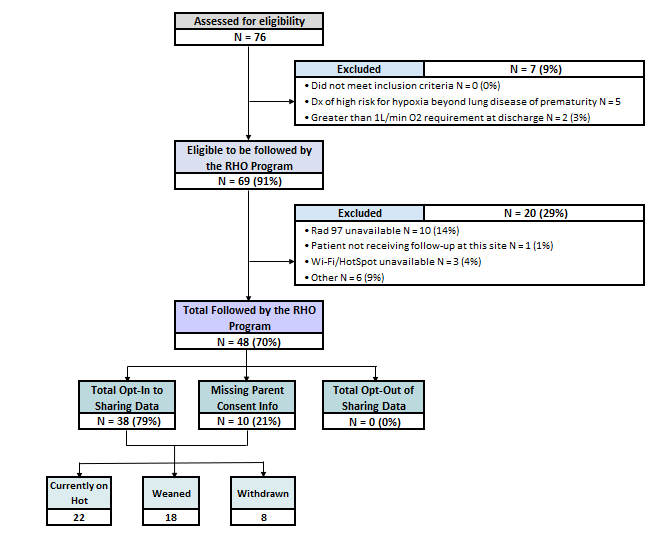 Assessed for eligibility
N = 76
Excluded
N = 7 (9%)
• Did not meet inclusion criteria N = 0 (0%)
• Dx of high risk for hypoxia beyond lung disease of prematurity N = 5
• Greater than 1L/min O2 requirement at discharge N = 2 (3%)
Eligible to be followed by
the RHO Program
N = 69 (91%)
Excluded
N = 20 (29%)
• Rad 97 unavailable N = 10 (14%)
• Patient not receiving follow-up at this site N = 1 (1%)
• Wi-Fi/HotSpot unavailable N = 3 (4%)
• Other N = 6 (9%)
Total Followed by the RHO
Program
N = 48 (70%)
Total Opt-In to
Sharing Data
N = 38 (79%)
Missing Parent
Consent Info
N = 10 (21%)
Total Opt-Out of
Sharing Data
N = 0 (0%)
Currently on
Hot
22
Weaned
18
Withdrawn
8